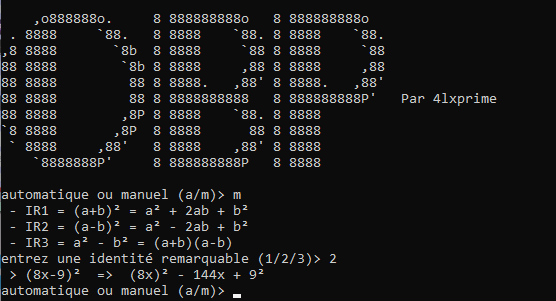 ,o888888o.     8 888888888o   8 888888888o
 . 8888     `88.   8 8888    `88. 8 8888    `88.
,8 8888       `8b  8 8888     `88 8 8888     `88
88 8888        `8b 8 8888     ,88 8 8888     ,88
88 8888         88 8 8888.   ,88' 8 8888.   ,88'
88 8888         88 8 8888888888   8 888888888P'   Par 4lxprime
88 8888        ,8P 8 8888    `88. 8 8888
`8 8888       ,8P  8 8888      88 8 8888
 ` 8888     ,88'   8 8888    ,88' 8 8888
    `8888888P'     8 888888888P   8 8888
automatique ou manuel (a/m)> m
 - IR1 = (a+b)² = a² + 2ab + b²
 - IR2 = (a-b)² = a² - 2ab + b²
 - IR3 = a² - b² = (a+b)(a-b)
entrez une identité remarquable (1/2/3)> 2
 > (8x-9)²  =>  (8x)² - 144x + 9²
automatique ou manuel (a/m)>